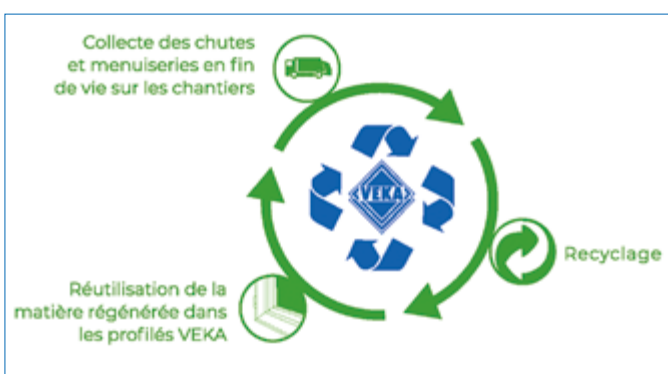 Collecte des chutes
et menuiseries en fin
de vie sur les chantiers
VEKA
Recyclage
Réutilisation de la
matière régénérée dans
les profilés VEKA